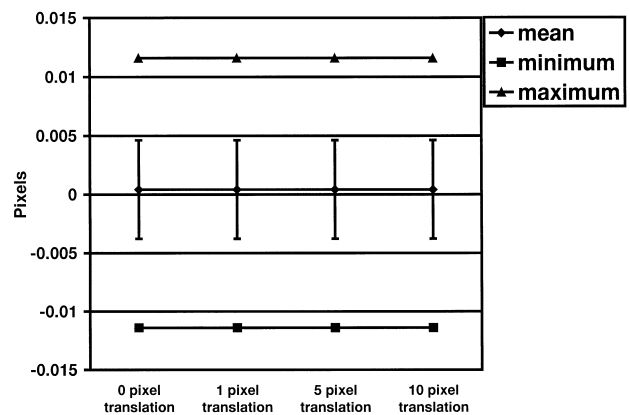 0.015
0.01
0.005
0
-0.005
-0.01
-0.015
Pixels
0 pixel
translation
1 pixel
translation
5 pixel
translation
10 pixel
translation
mean
minimum
maximum